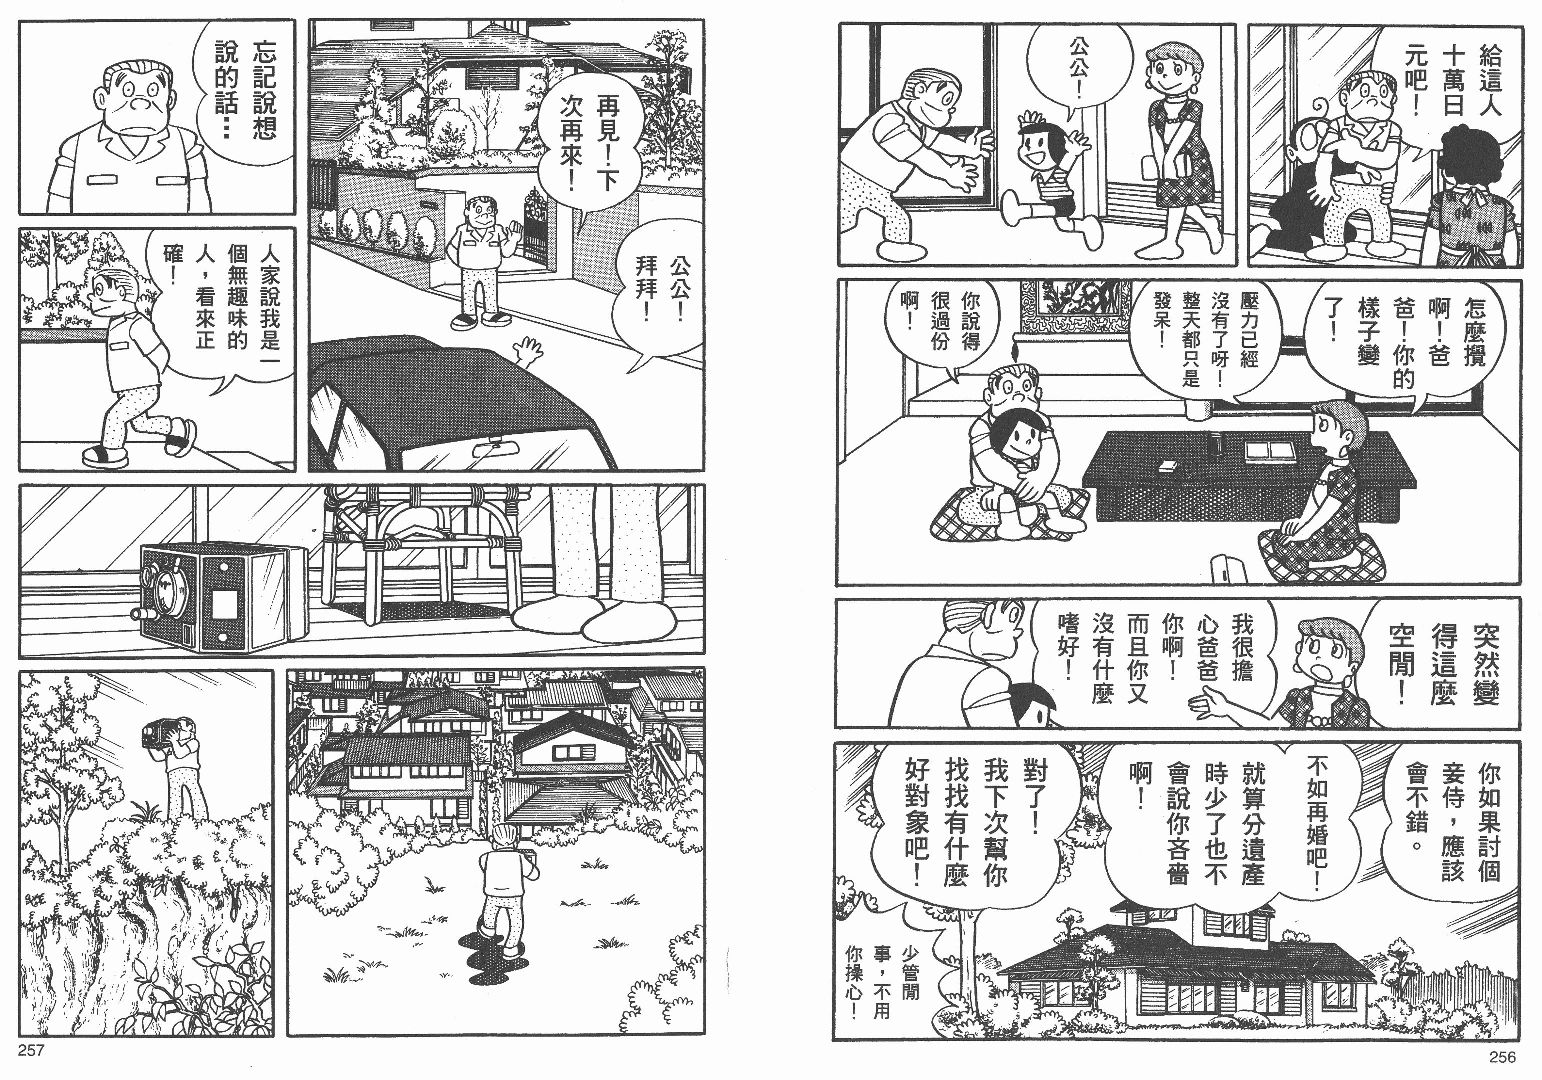 給這人
十萬日
元吧！
公公！
怎麼攪
啊！爸
爸！你的
樣子變
了！
壓力已經
沒有了呀！
整天都只是
發呆！
你說得
很過份
啊！
突然變
得這麼
空閒！
我很擔
心爸爸
你啊！
而且你又
沒有什麼
嗜好！
你如果討個
妾侍，應該
會不錯。
不如再婚吧！
就算分遺產
時少了也不
會說你吝嗇
啊！
對了！
我下次幫你
找找有什麼
好對象吧！
少管閒
事，不用
你操心！
256
再見！下
次再來！
公公！
拜拜！
忘記說想
說的話…
人家說我是一
個無趣味的
人，看來正
確！
257